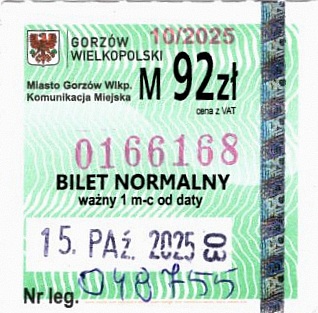 10/2025
GORZÓW
WIELKOPOLSKI
Miasto Gorzów Wlkp.
Komunikacja Miejska
M 92zł
cena z VAT
0166168
BILET NORMALNY
ważny 1 m-c od daty
15. PAŹ. 2025 03
Nr leg. 048755